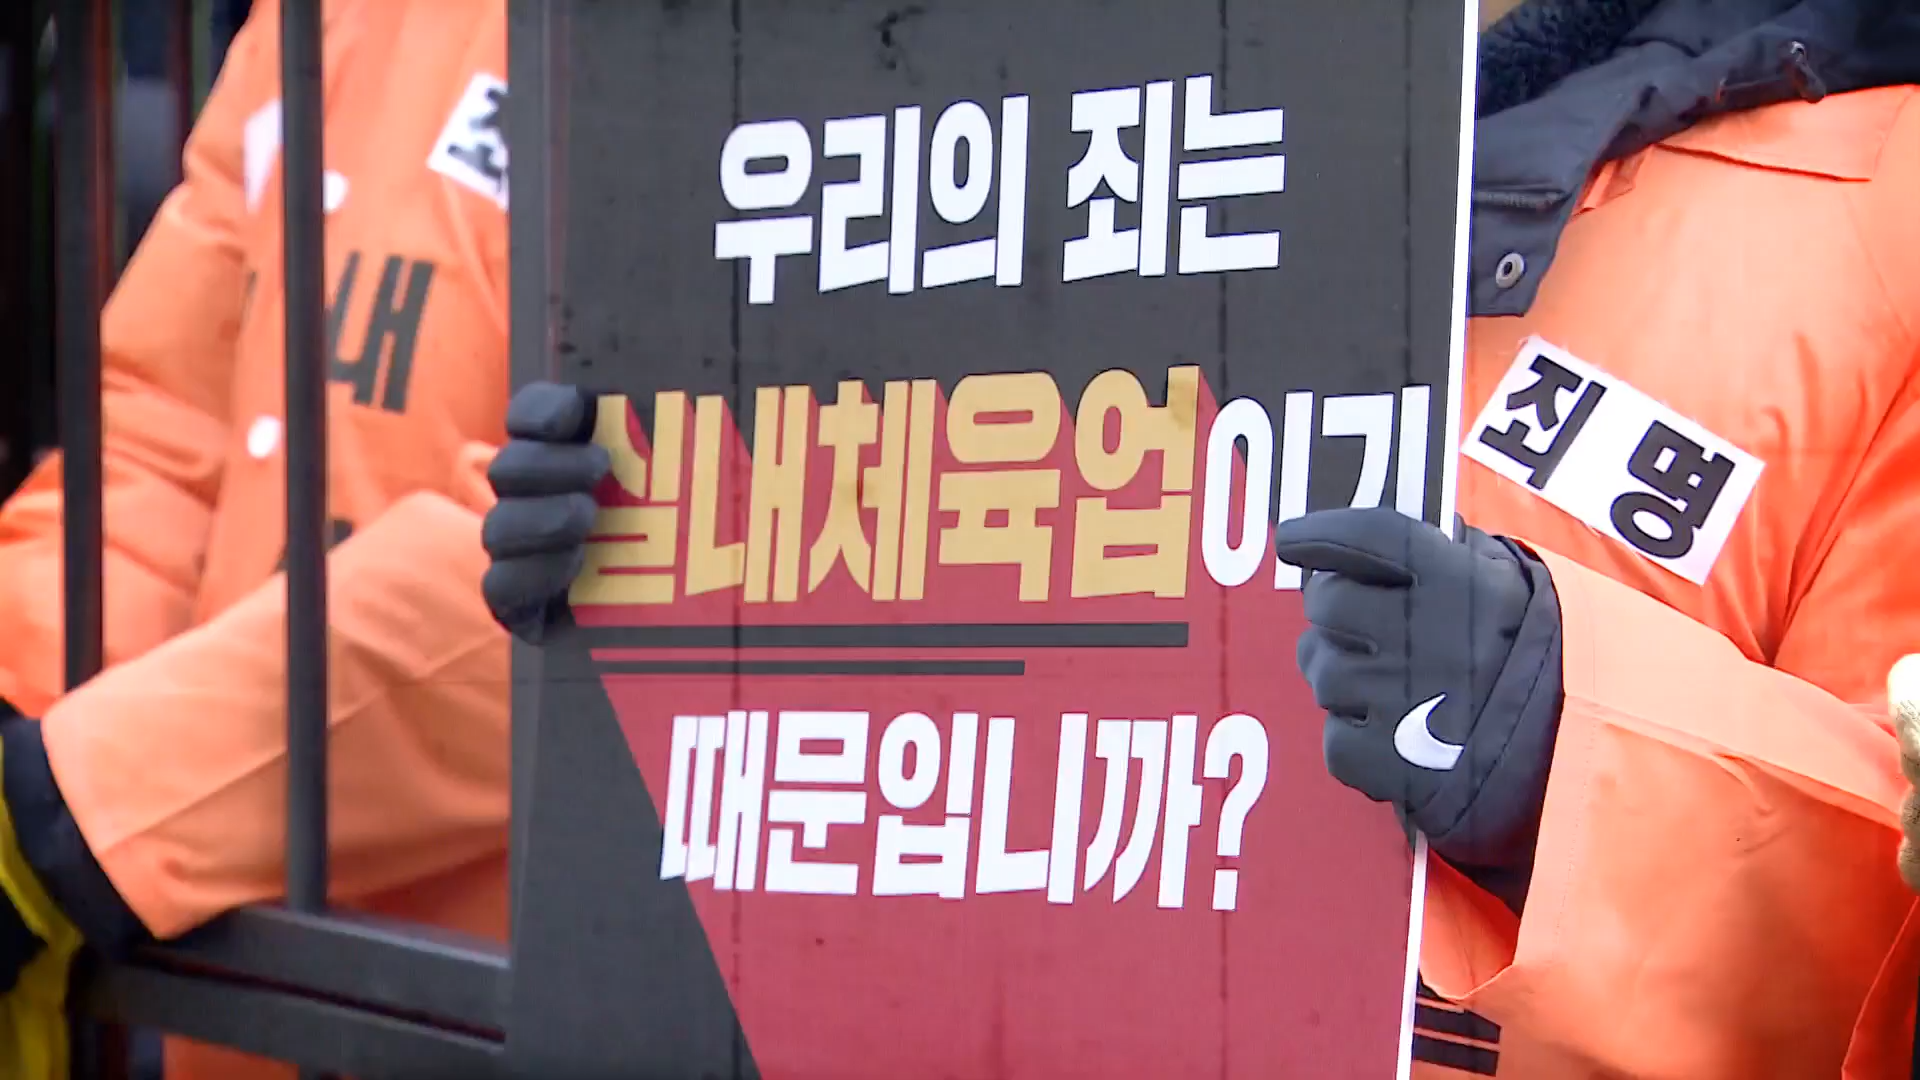 우리의 죄는
실내체육업이기
때문입니까?
죄 명
내